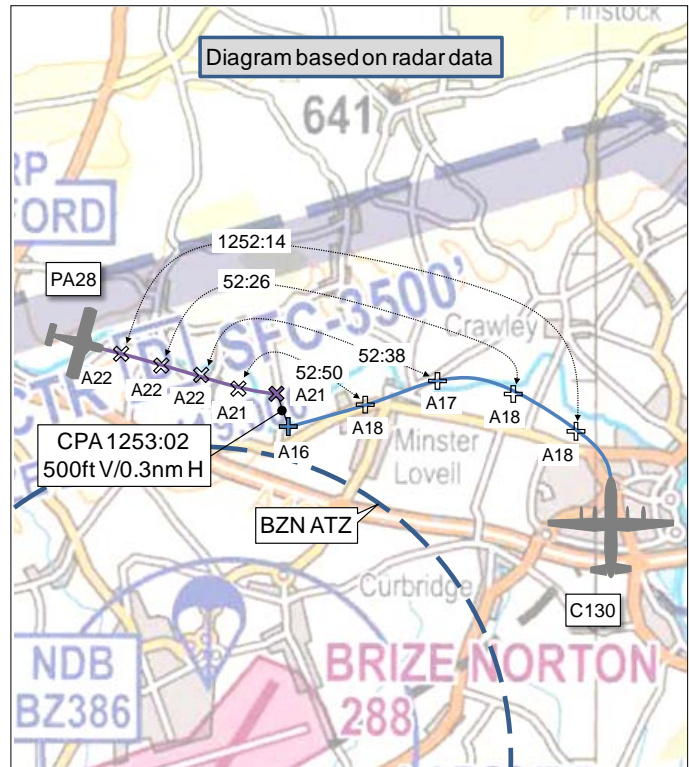 Finstock
Diagram based on radar data
641
RP
FORD
1252:14
PA28
52:26
SFC-3500'
Crawley
CTR
52:38
A22
A22
A22
52:50
A21
A21
A17
A18
A18
A18
CPA 1253:02
500ft V/0.3nm H
A16
Minster
Lovell
BZN ATZ
C130
Curbridge
NDB
BZ386
BRIZE NORTON
288